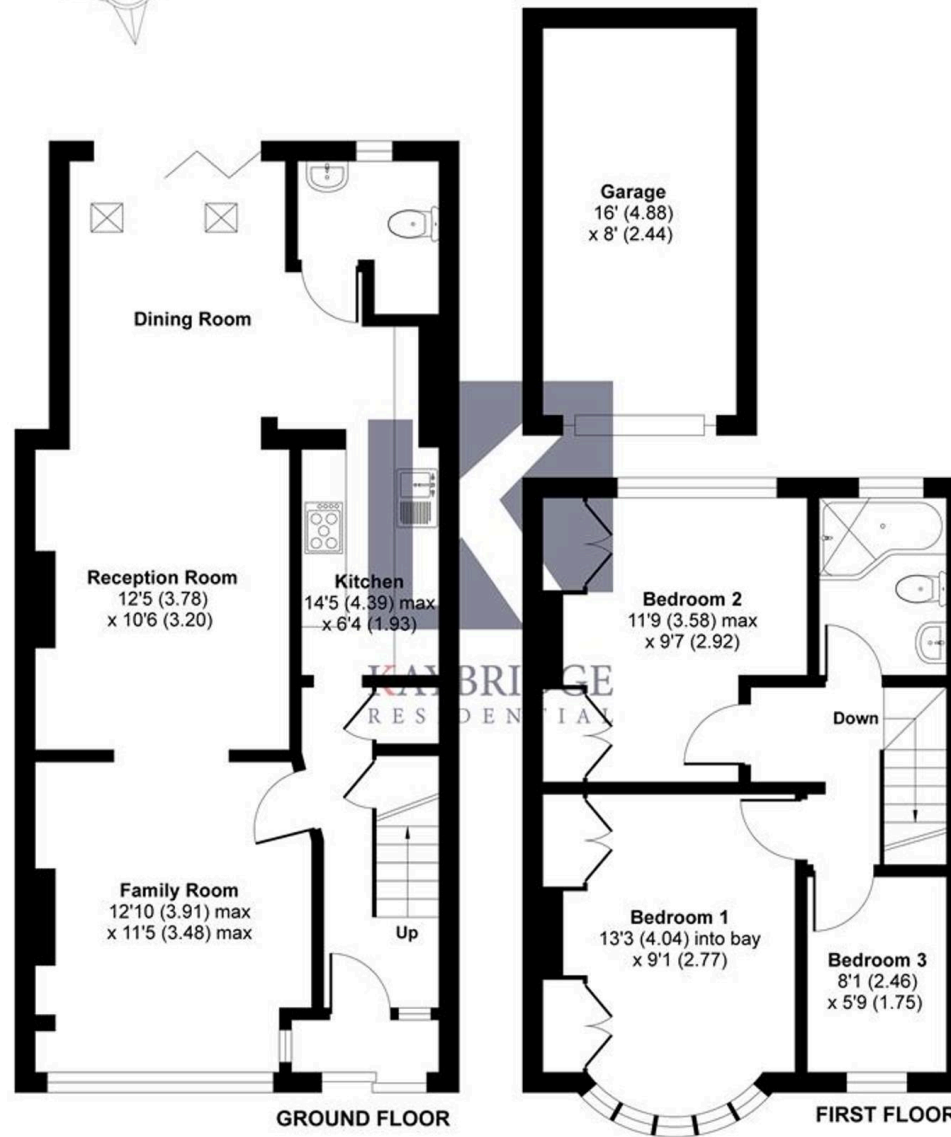 Garage
16' (4.88)
x 8' (2.44)
Dining Room
Reception Room
12'5 (3.78)
x 10'6 (3.20)
Kitchen
14'5 (4.39) max
x 6'4 (1.93)
Bedroom 2
11'9 (3.58) max
x 9'7 (2.92)
KAYBRIDGE
RESIDENTIAL
Down
Family Room
12'10 (3.91) max
x 11'5 (3.48) max
Up
Bedroom 1
13'3 (4.04) into bay
x 9'1 (2.77)
Bedroom 3
8'1 (2.46)
x 5'9 (1.75)
GROUND FLOOR
FIRST FLOOR